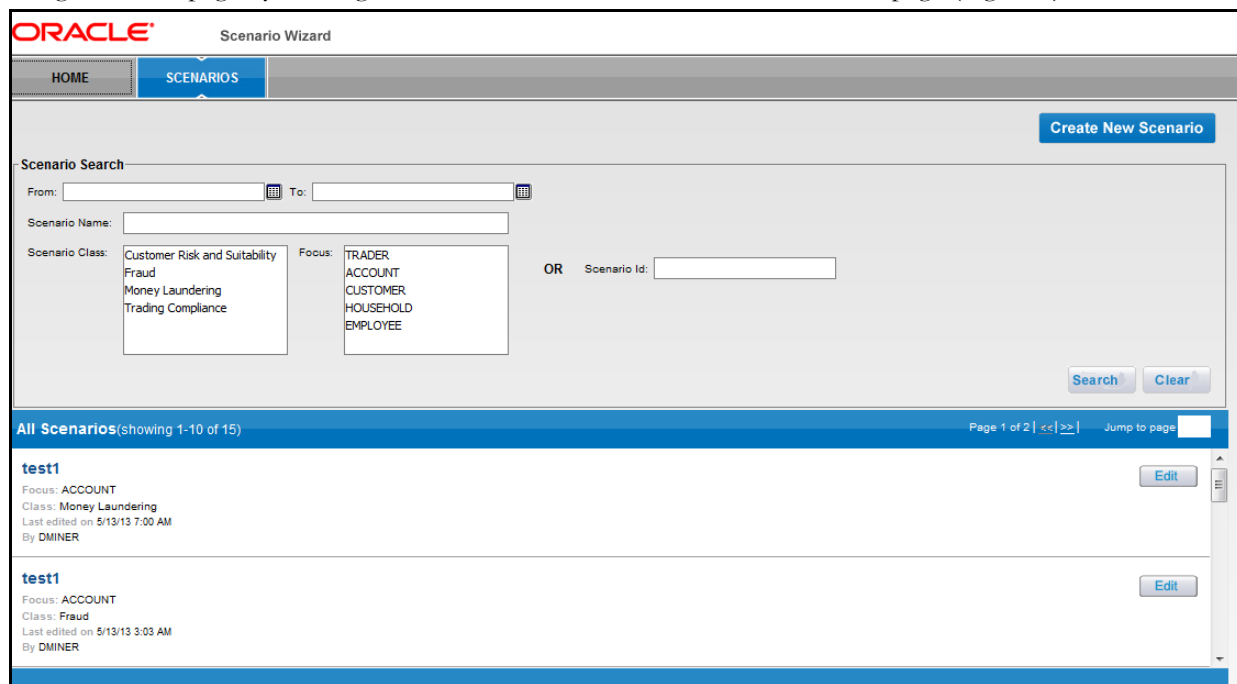 ORACLE Scenario Wizard
HOME SCENARIOS
Create New Scenario
Scenario Search
From: To:
Scenario Name:
Scenario Class: Customer Risk and Suitability Focus: TRADER
Fraud ACCOUNT
Money Laundering CUSTOMER
Trading Compliance HOUSEHOLD
EMPLOYEE
OR Scenario Id:
Search Clear
All Scenarios(showing 1-10 of 15) Page 1 of 2| <<|>>| Jump to page
test1 Edit
Focus: ACCOUNT
Class: Money Laundering
Last edited on 5/13/13 7:00 AM
By DMINER
test1 Edit
Focus: ACCOUNT
Class: Fraud
Last edited on 5/13/13 3:03 AM
By DMINER